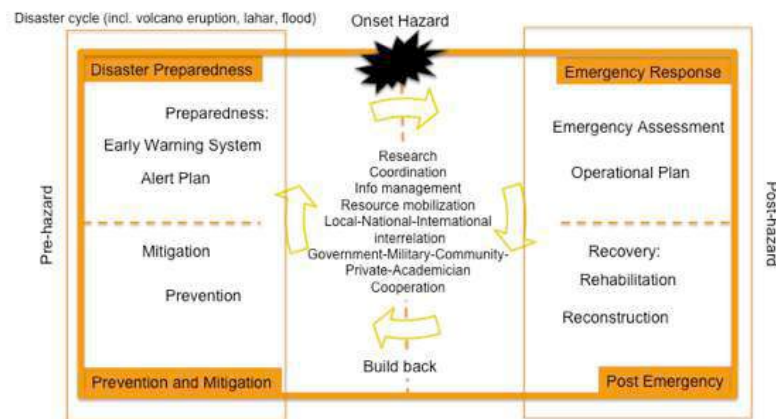 Disaster cycle (incl. volcano eruption, lahar, flood)
Onset Hazard
Disaster Preparedness
Emergency Response
Preparedness:
Early Warning System
Alert Plan
Emergency Assessment
Operational Plan
Research
Coordination
Info management
Resource mobilization
Local-National-International
interrelation
Government-Military-Community-
Private-Academician
Cooperation
Pre-hazard
Post-hazard
Mitigation
Prevention
Recovery:
Rehabilitation
Reconstruction
Build back
Prevention and Mitigation
Post Emergency